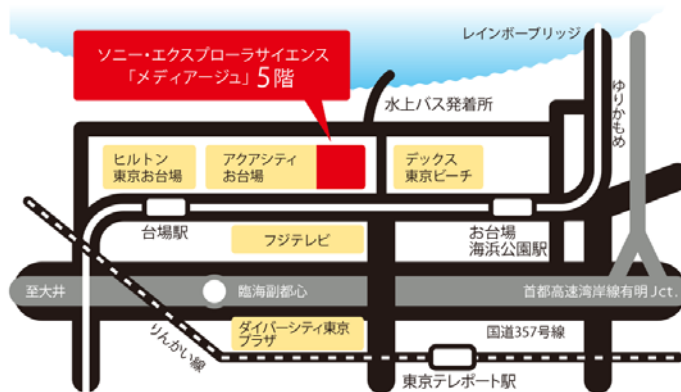 レインボーブリッジ
ソニー・エクスプローラサイエンス
「メディアージュ」5階
ゆりかもめ
水上バス発着所
ヒルトン
東京お台場
アクアシティ
お台場
デックス
東京ビーチ
台場駅
お台場
海浜公園駅
フジテレビ
至大井
臨海副都心
首都高速湾岸線有明Jct.
りんかい線
ダイバーシティ東京
プラザ
国道357号線
東京テレポート駅